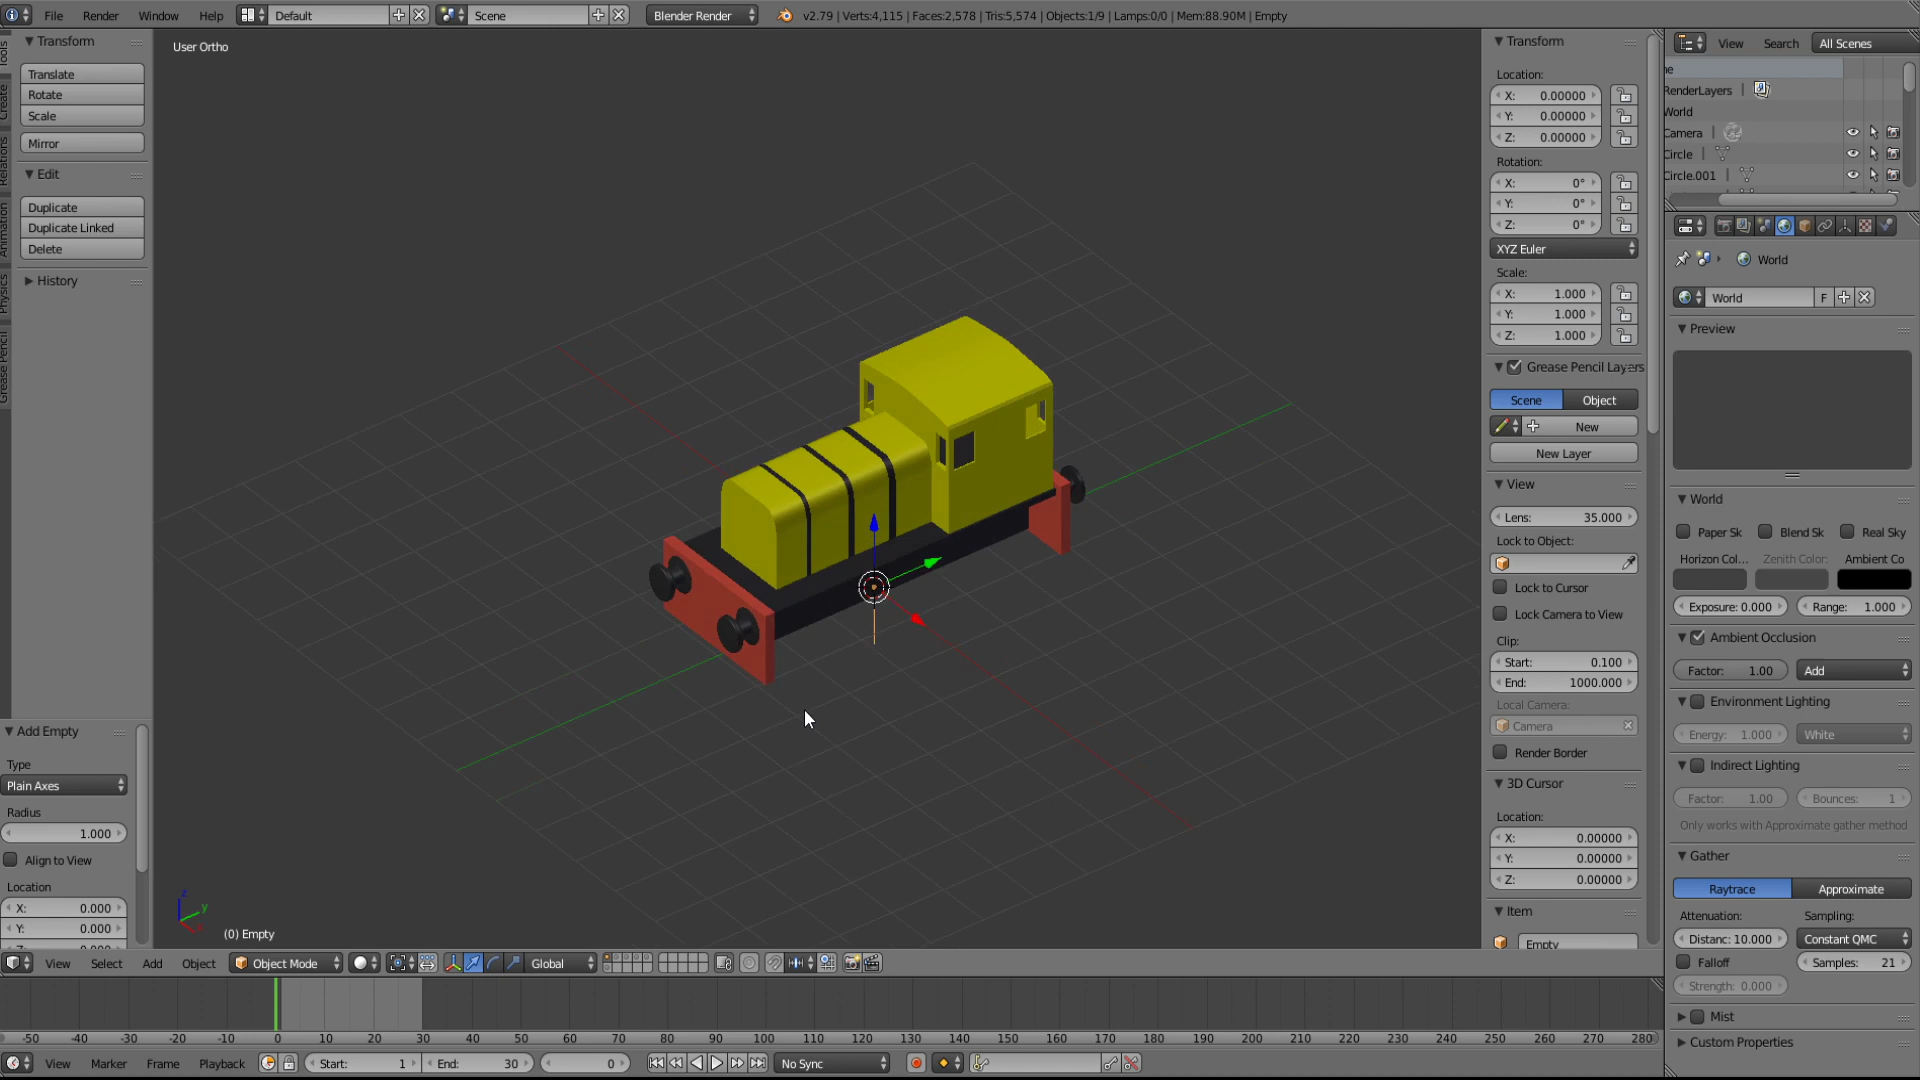 File Render Window Help Default Scene Blender Render v2.79 | Verts:4,115 | Faces:2,578 | Tris:5,574 | Objects:1/9 | Lamps:0/0 | Mem:88.90M | Empty
Tools
Create
Relations
Animation
Physics
Grease Pencil
Transform
Translate
Rotate
Scale
Mirror
Edit
Duplicate
Duplicate Linked
Delete
History
Add Empty
Type
Plain Axes
Radius
1.000
Align to View
Location
X: 0.000
Y: 0.000
User Ortho
z
y
(0) Empty
Transform
Location:
X: 0.00000
Y: 0.00000
Z: 0.00000
Rotation:
X: 0°
Y: 0°
Z: 0°
XYZ Euler
Scale:
X: 1.000
Y: 1.000
Z: 1.000
Grease Pencil Layers
Scene Object
New
New Layer
View
Lens: 35.000
Lock to Object:
Lock to Cursor
Lock Camera to View
Clip:
Start: 0.100
End: 1000.000
Local Camera:
Camera
Render Border
3D Cursor
Location:
X: 0.00000
Y: 0.00000
Z: 0.00000
Item
Empty
View Search All Scenes
ne
RenderLayers |
World
Camera |
Circle |
Circle.001 |
World
World F
Preview
World
Paper Sk Blend Sk Real Sky
Horizon Col... Zenith Color: Ambient Co
Exposure: 0.000 Range: 1.000
Ambient Occlusion
Factor: 1.00 Add
Environment Lighting
Energy: 1.000 White
Indirect Lighting
Factor: 1.00 Bounces: 1
Only works with Approximate gather method
Gather
Raytrace Approximate
Attenuation: Sampling:
Distanc: 10.000 Constant QMC
Falloff Samples: 21
Strength: 0.000
Mist
Custom Properties
View Select Add Object Object Mode Global
-50 -40 -30 -20 -10 0 10 20 30 40 50 60 70 80 90 100 110 120 130 140 150 160 170 180 190 200 210 220 230 240 250 260 270 280
View Marker Frame Playback Start: 1 End: 30 0 No Sync